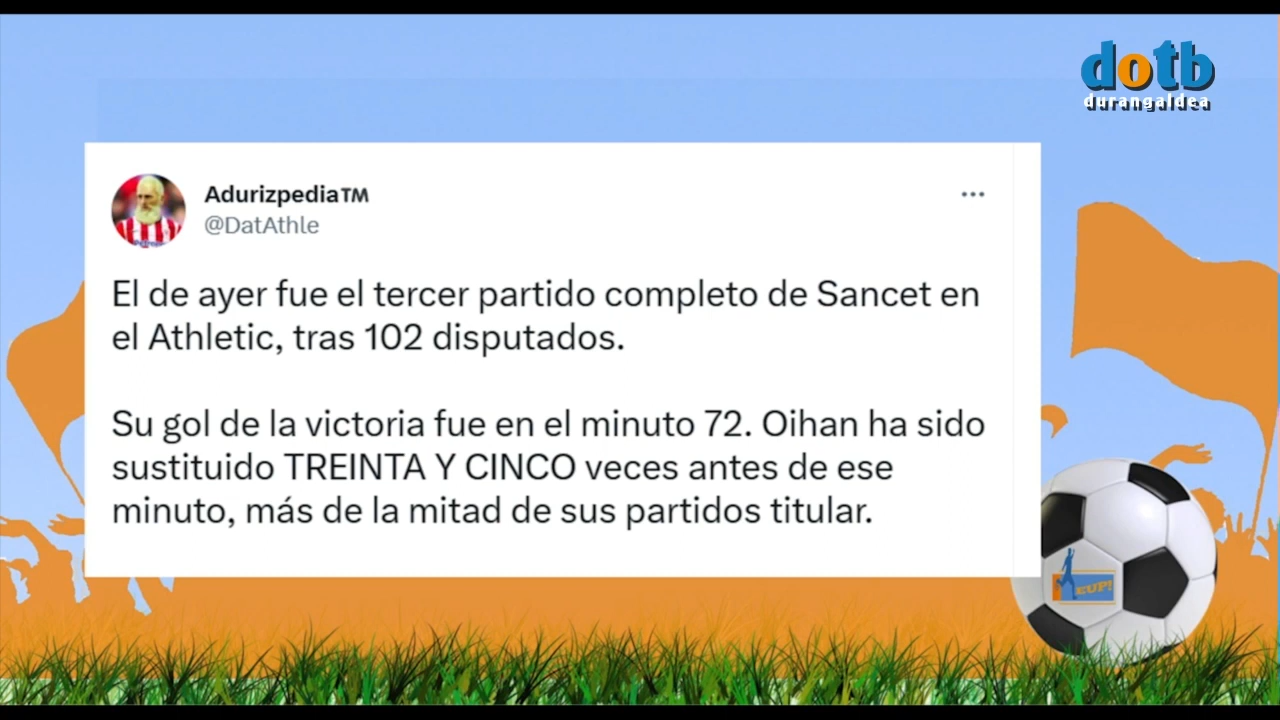 dotb
durangaldea
Adurizpedia™
@DatAthle
El de ayer fue el tercer partido completo de Sancet en
el Athletic, tras 102 disputados.
Su gol de la victoria fue en el minuto 72. Oihan ha sido
sustituido TREINTA Y CINCO veces antes de ese
minuto, más de la mitad de sus partidos titular.
EUP!